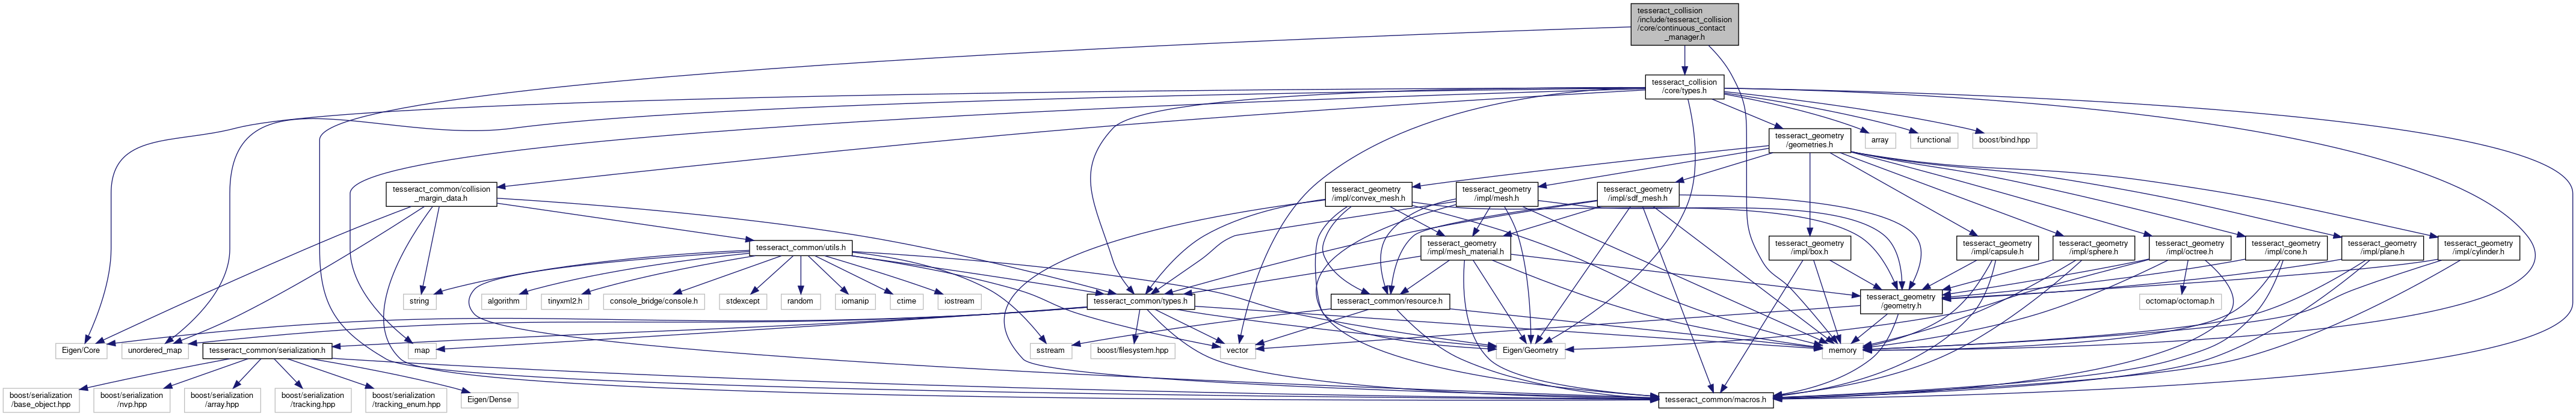 tesseract_collision
/include/tesseract_collision
/core/continuous_contact
_manager.h
tesseract_collision
/core/types.h
tesseract_geometry
/geometries.h
array
functional
boost/bind.hpp
tesseract_common/collision
_margin_data.h
tesseract_geometry
/impl/convex_mesh.h
tesseract_geometry
/impl/mesh.h
tesseract_geometry
/impl/sdf_mesh.h
tesseract_common/utils.h
tesseract_geometry
/impl/mesh_material.h
tesseract_geometry
/impl/box.h
tesseract_geometry
/impl/capsule.h
tesseract_geometry
/impl/sphere.h
tesseract_geometry
/impl/octree.h
tesseract_geometry
/impl/cone.h
tesseract_geometry
/impl/plane.h
tesseract_geometry
/impl/cylinder.h
string
algorithm
tinyxml2.h
console_bridge/console.h
stdexcept
random
iomanip
ctime
iostream
tesseract_common/types.h
tesseract_common/resource.h
tesseract_geometry
/geometry.h
octomap/octomap.h
Eigen/Core
unordered_map
tesseract_common/serialization.h
map
sstream
boost/filesystem.hpp
vector
Eigen/Geometry
memory
boost/serialization
/base_object.hpp
boost/serialization
/nvp.hpp
boost/serialization
/array.hpp
boost/serialization
/tracking.hpp
boost/serialization
/tracking_enum.hpp
Eigen/Dense
tesseract_common/macros.h